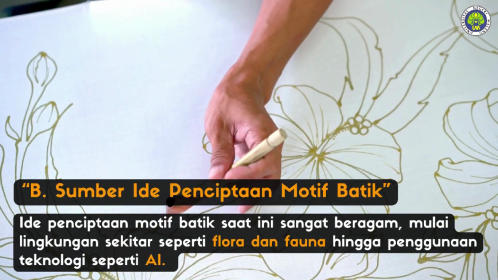 “B. Sumber Ide Penciptaan Motif Batik”
Ide penciptaan motif batik saat ini sangat beragam, mulai
lingkungan sekitar seperti flora dan fauna hingga penggunaan
teknologi seperti AI.